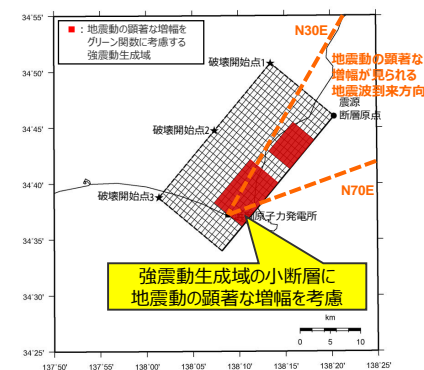 34˚55'
■：地震動の顕著な増幅を
グリーン関数に考慮する
強震動生成域
N30E
地震動の顕著な
増幅が見られる
地震波到来方向
34˚50'
破壊開始点1
震源
断層原点
34˚45'
破壊開始点2
34˚40'
破壊開始点3
N70E
原子力発電所
34˚35'
強震動生成域の小断層に
地震動の顕著な増幅を考慮
34˚30'
km
0 5 10
34˚25'
137˚50' 137˚55' 138˚00' 138˚05' 138˚10' 138˚15' 138˚20' 138˚25'